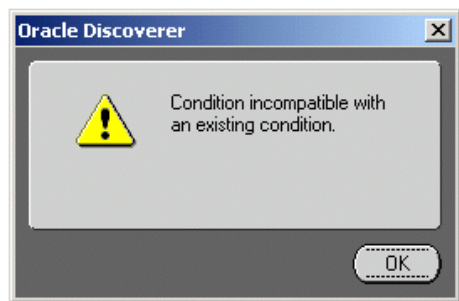 Oracle Discoverer
Condition incompatible with
an existing condition.
OK